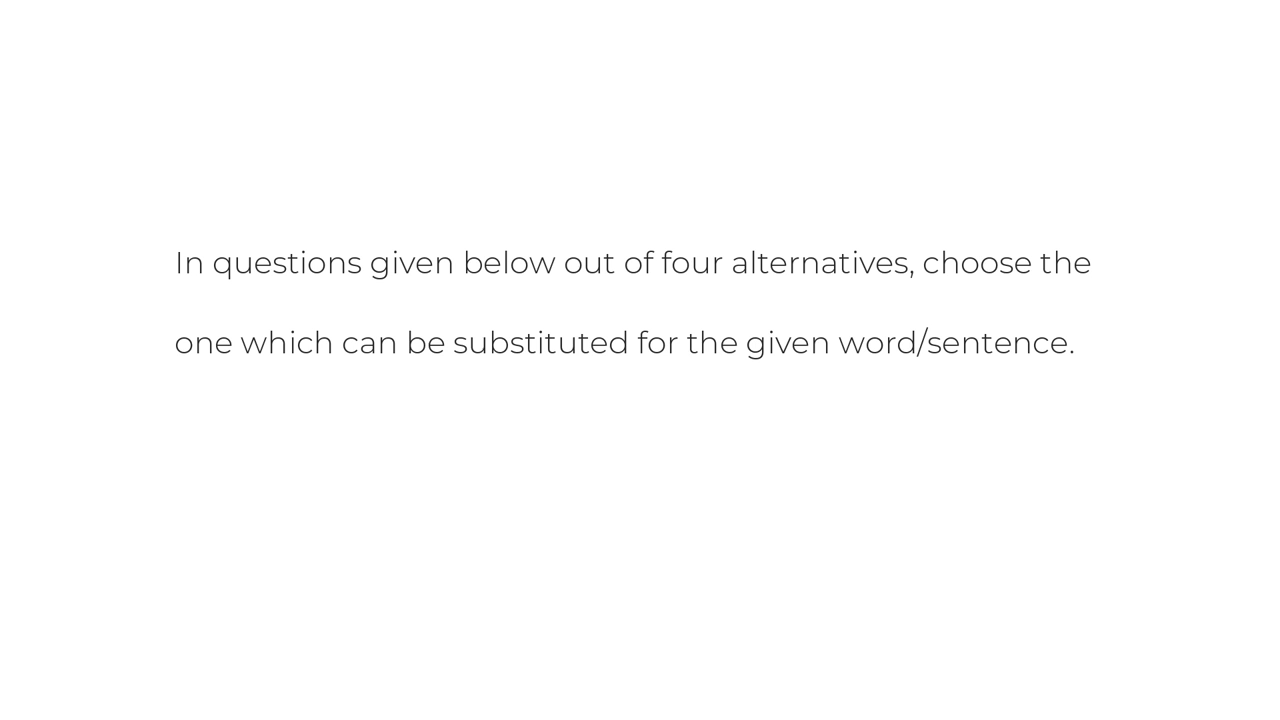 In questions given below out of four alternatives, choose the
one which can be substituted for the given word/sentence.